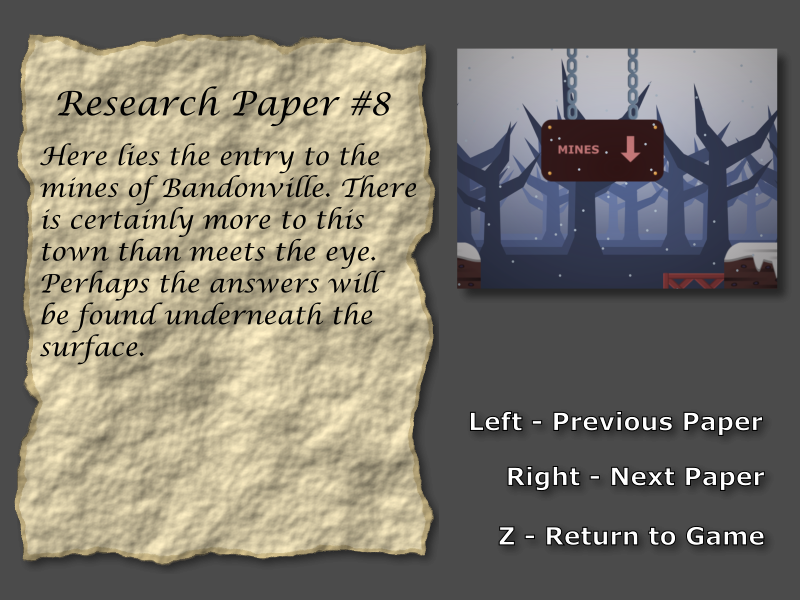 Research Paper #8
Here lies the entry to the
mines of Bandonville. There
is certainly more to this
town than meets the eye.
Perhaps the answers will
be found underneath the
surface.
MINES
Left - Previous Paper
Right - Next Paper
Z - Return to Game